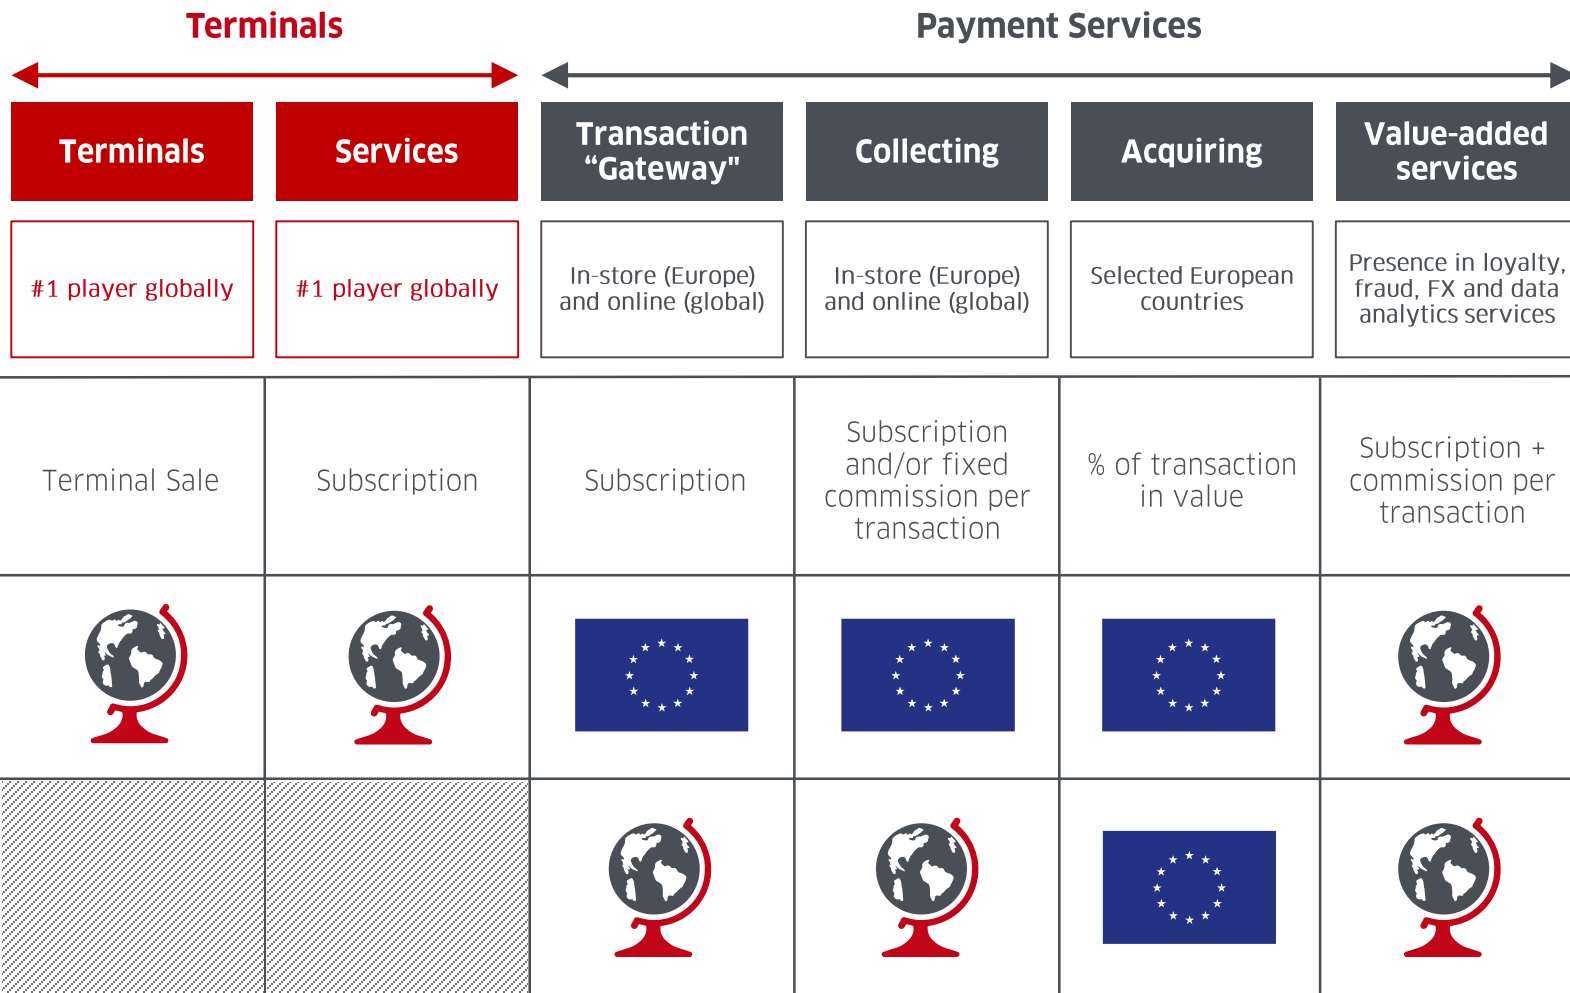 Terminals
Payment Services
Terminals
Services
Transaction
“Gateway"
Collecting
Acquiring
Value-added
services
#1 player globally
#1 player globally
In-store (Europe)
and online (global)
In-store (Europe)
and online (global)
Selected European
countries
Presence in loyalty,
fraud, FX and data
analytics services
Terminal Sale
Subscription
Subscription
Subscription
and/or fixed
commission per
transaction
% of transaction
in value
Subscription +
commission per
transaction